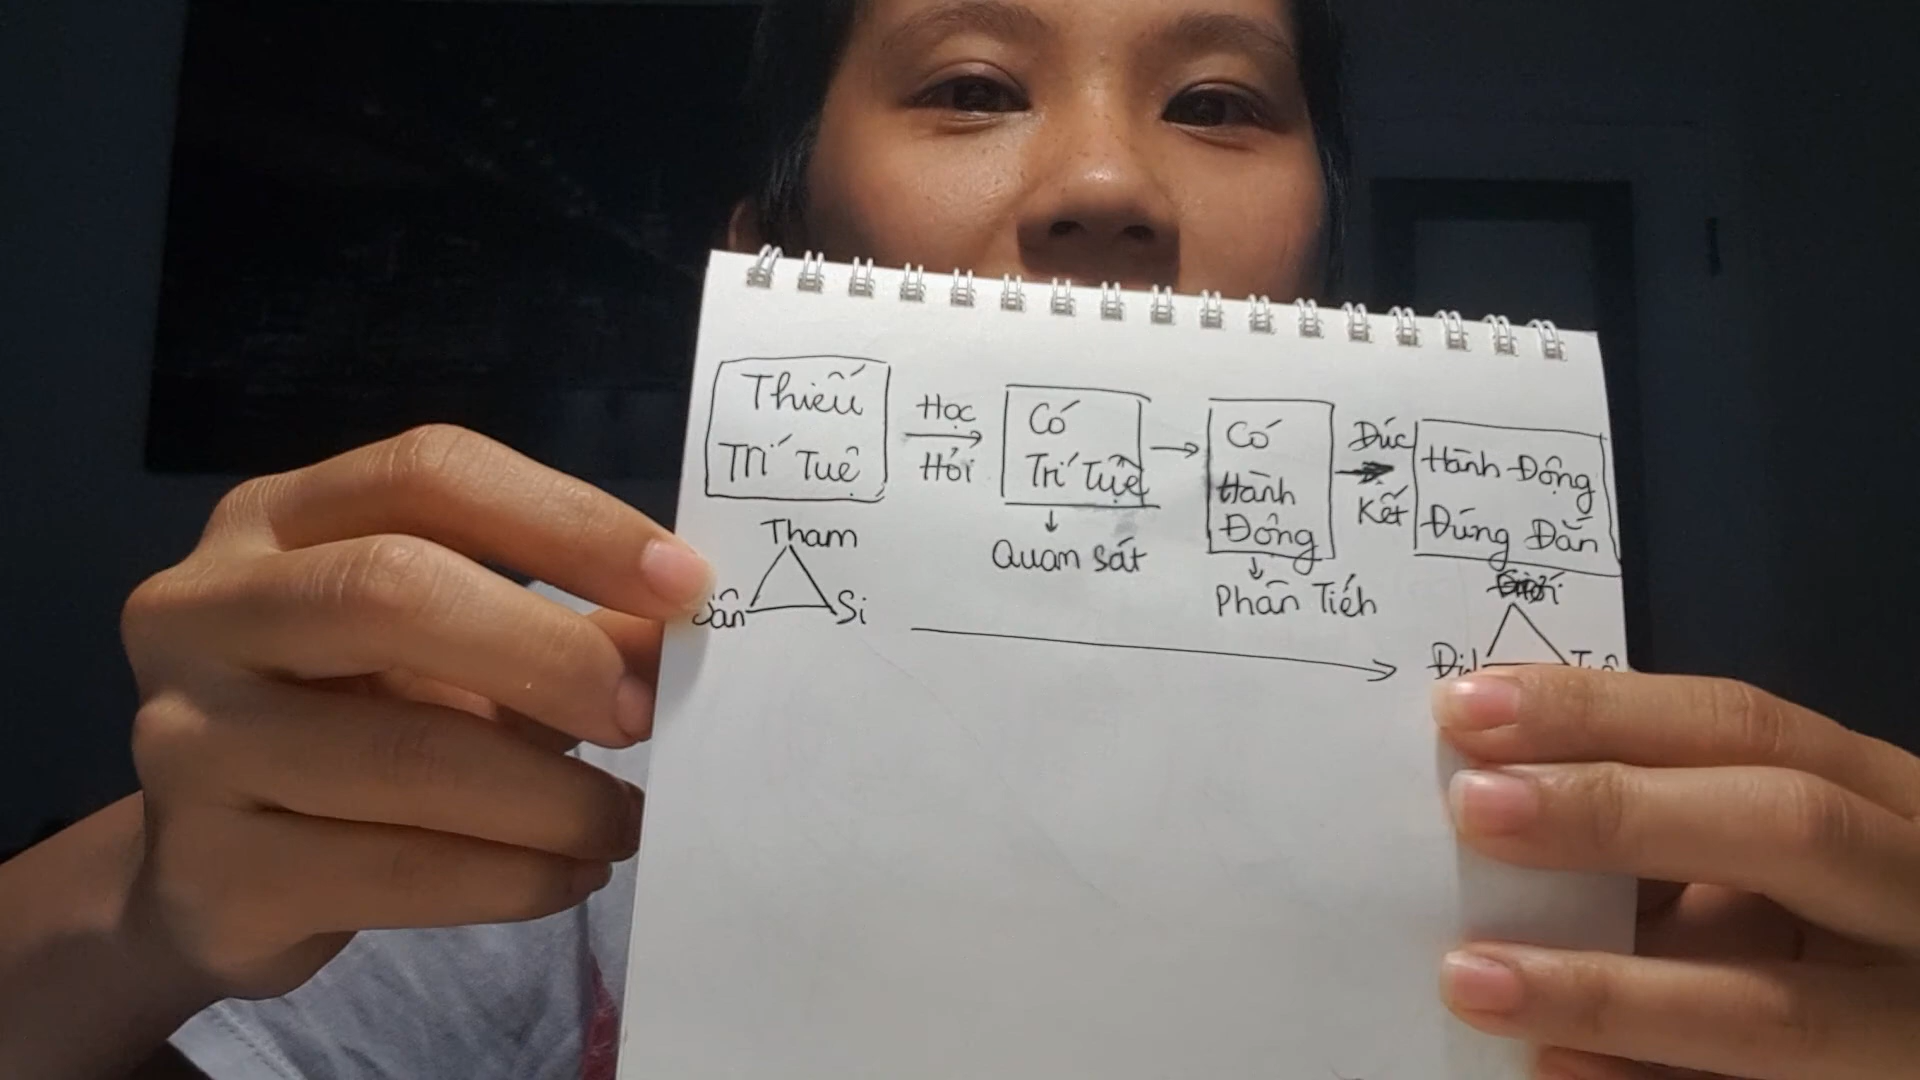 Thiếu
Trí Tuệ
Học
Hỏi
Có
Trí Tuệ
Có
Hành
Động
Đúc
Kết
Hành Động
Đúng Đắn
Quan sát
Phân Tích
Tham
Sân
Si